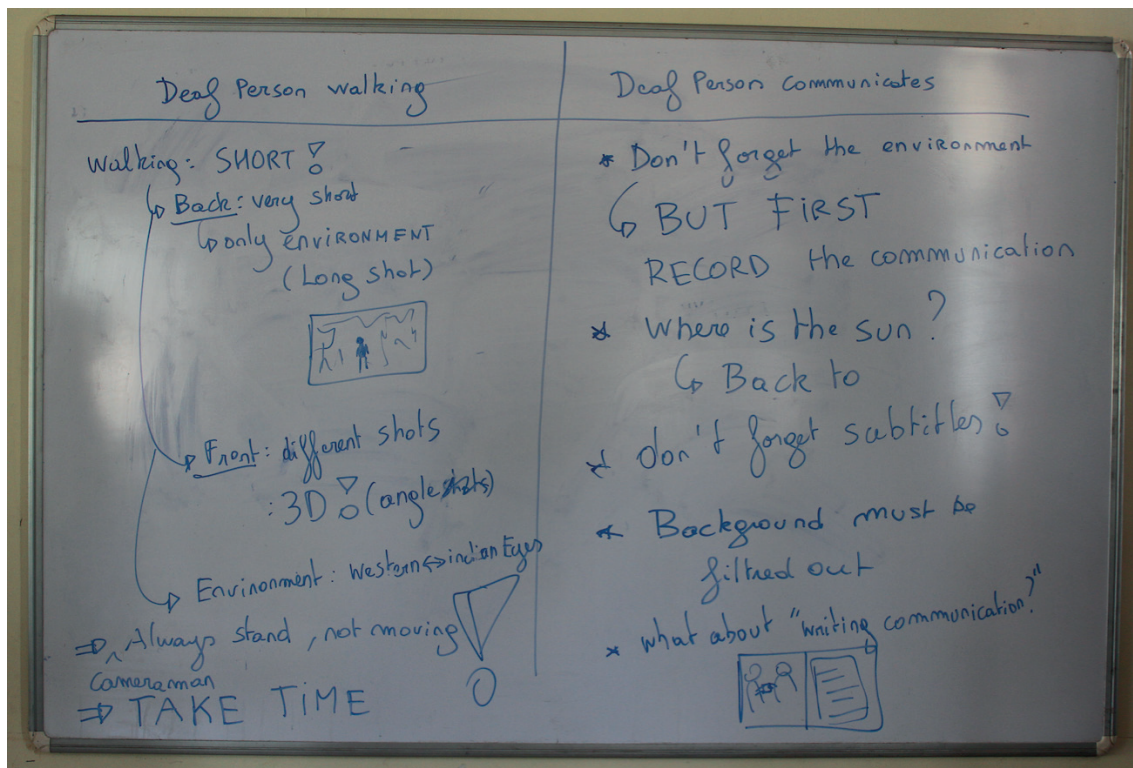 Deaf Person walking
Walking: SHORT !
↳ Back: very short
↳ only ENVIRONMENT
(Long shot)
↳ Front: different shots
: 3D ! (angle shots)
↳ Environment: Western ↔ indian Eyes
⇒ Always stand, not moving !
^ cameraman
⇒ TAKE TIME
Deaf Person communicates
* Don't forget the environment
↳ BUT FIRST
RECORD the communication
* where is the sun?
↳ Back to
* don't forget subtitles !
* Background must be
filtred out
* what about "writing communication?"